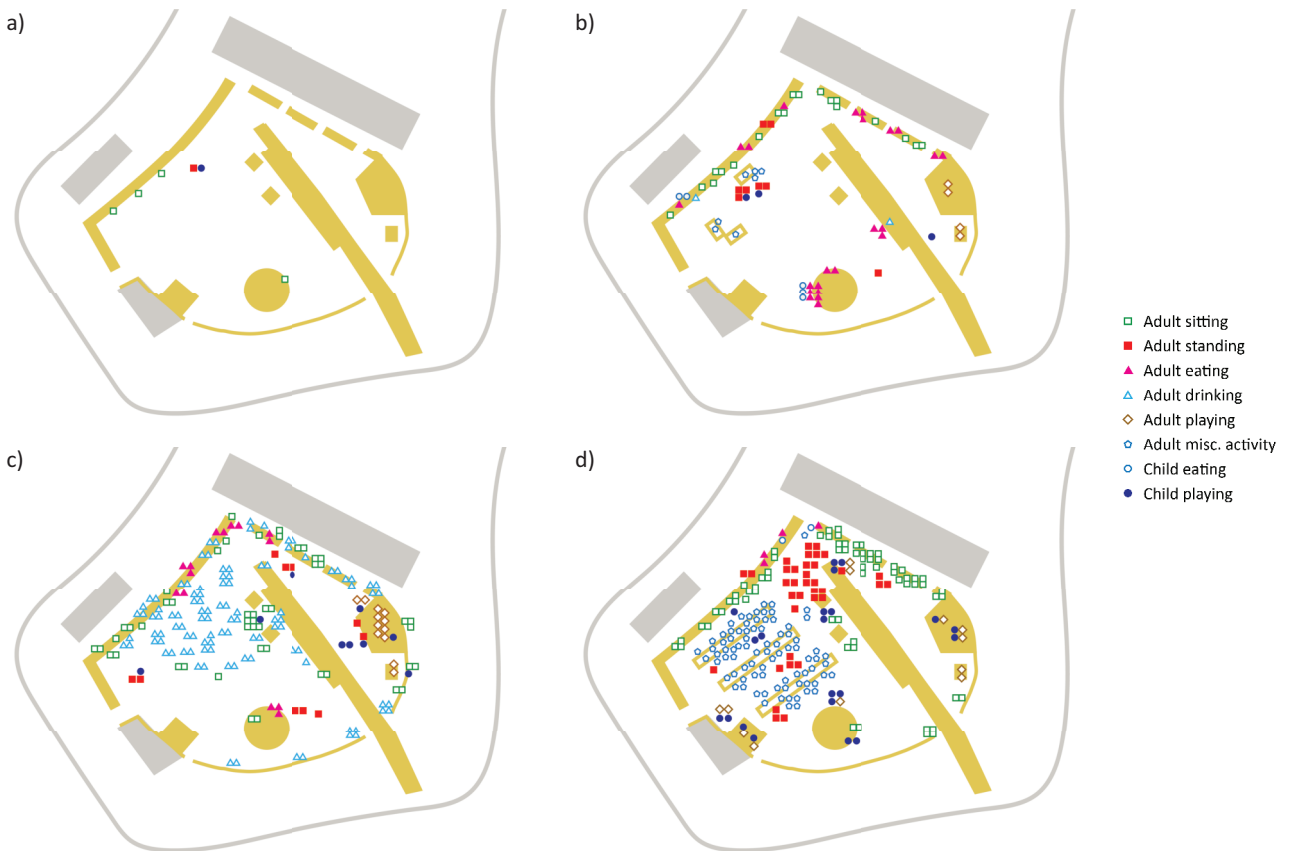 a)
b)
Adult sitting
Adult standing
Adult eating
Adult drinking
Adult playing
Adult misc. activity
Child eating
Child playing
c)
d)